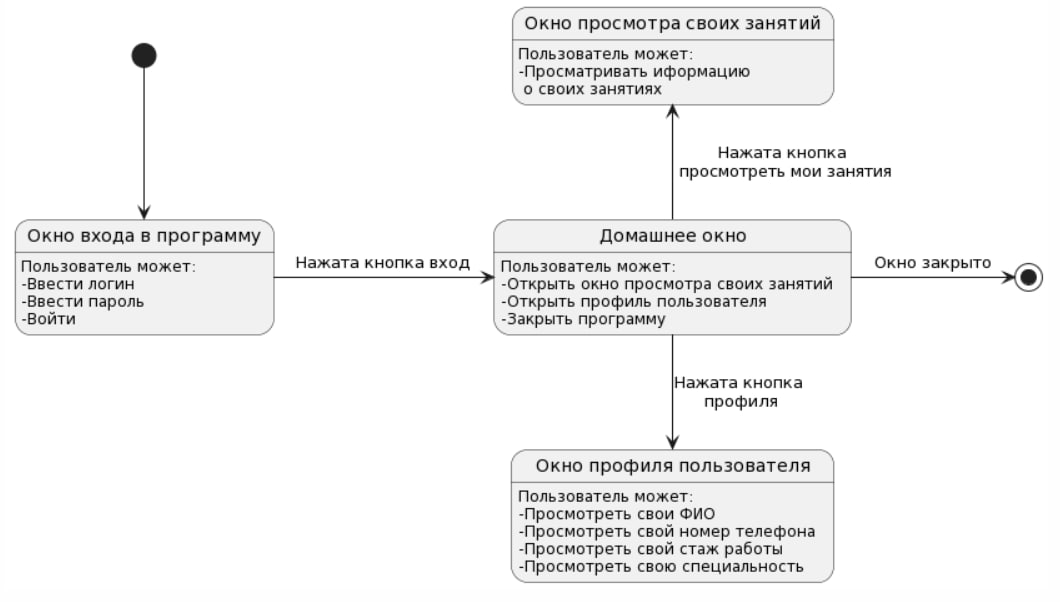 Окно просмотра своих занятий
Пользователь может:
-Просматривать иформацию
о своих занятиях
Нажата кнопка
просмотреть мои занятия
Окно входа в программу
Пользователь может:
-Ввести логин
-Ввести пароль
-Войти
Нажата кнопка вход
Домашнее окно
Пользователь может:
-Открыть окно просмотра своих занятий
-Открыть профиль пользователя
-Закрыть программу
Окно закрыто
Нажата кнопка
профиля
Окно профиля пользователя
Пользователь может:
-Просмотреть свои ФИО
-Просмотреть свой номер телефона
-Просмотреть свой стаж работы
-Просмотреть свою специальность